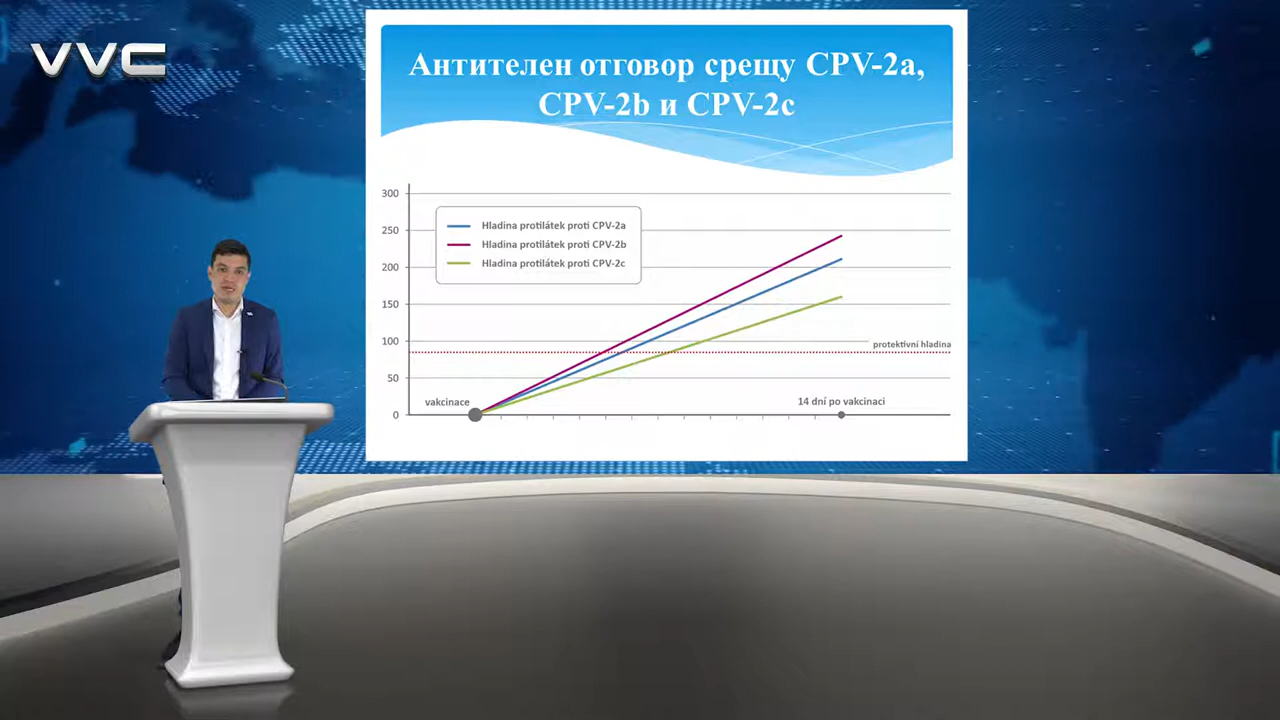 VVC
Антителен отговор срещу CPV-2a,
CPV-2b и CPV-2c
300
250
200
150
100
50
0
Hladina protilátek proti CPV-2a
Hladina protilátek proti CPV-2b
Hladina protilátek proti CPV-2c
protektivní hladina
vakcinace
14 dní po vakcinaci